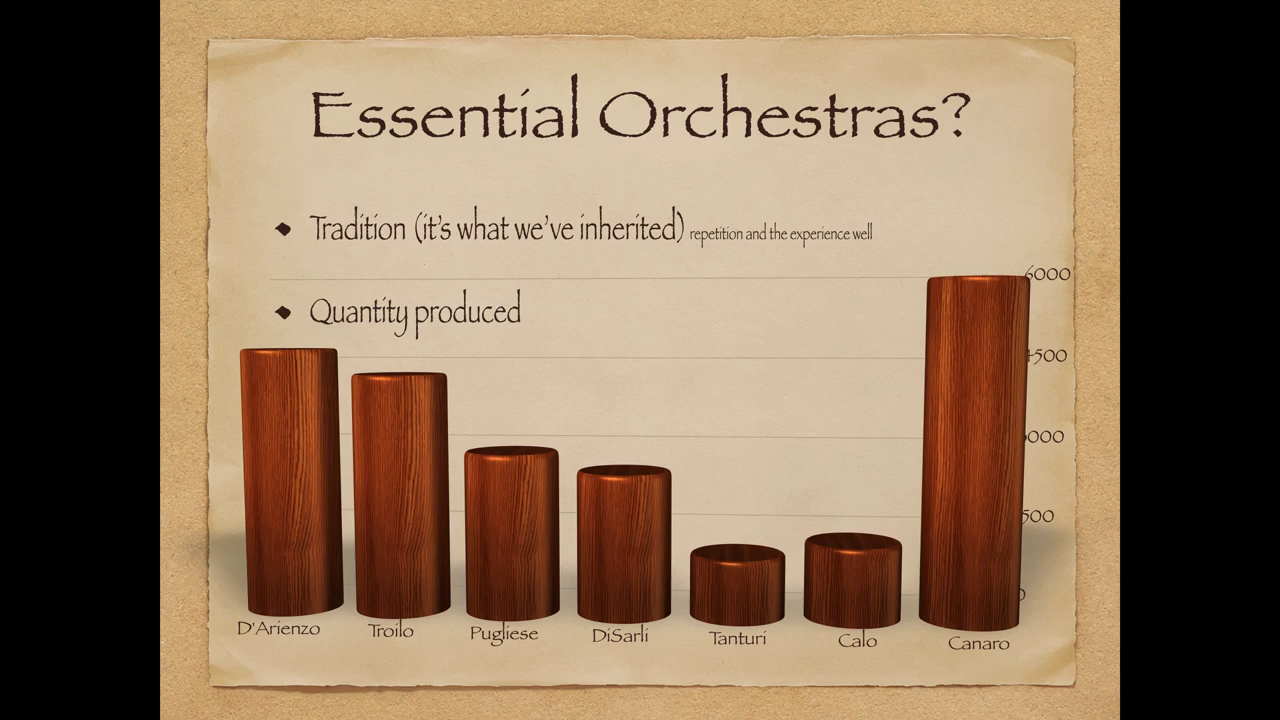 Essential Orchestras?
Tradition (it's what we've inherited) repetition and the experience well
6000
Quantity produced
D'Arienzo
Troilo
Pugliese
DiSarli
Tanturi
Calo
Canaro